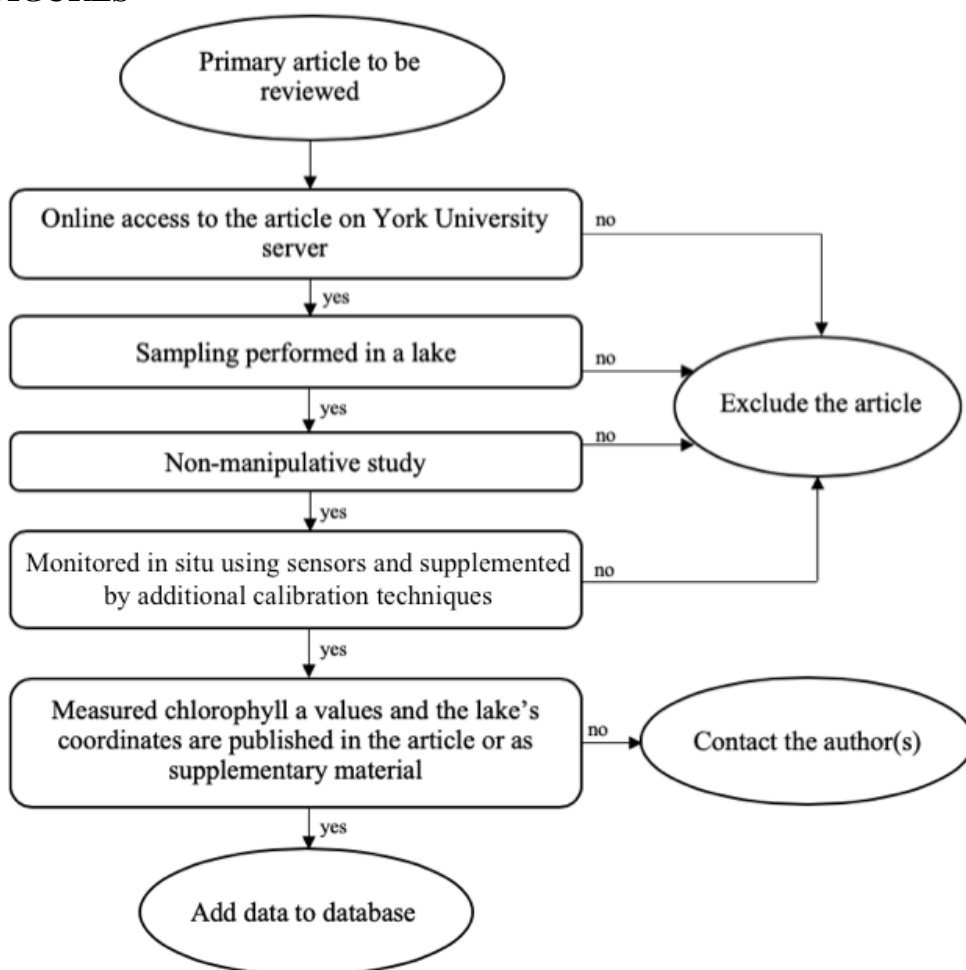 Primary article to be
reviewed
Online access to the article on York University
server
no
yes
Sampling performed in a lake
no
Exclude the article
yes
Non-manipulative study
no
yes
Monitored in situ using sensors and supplemented
by additional calibration techniques
no
yes
Measured chlorophyll a values and the lake's
coordinates are published in the article or as
supplementary material
no
Contact the author(s)
yes
Add data to database